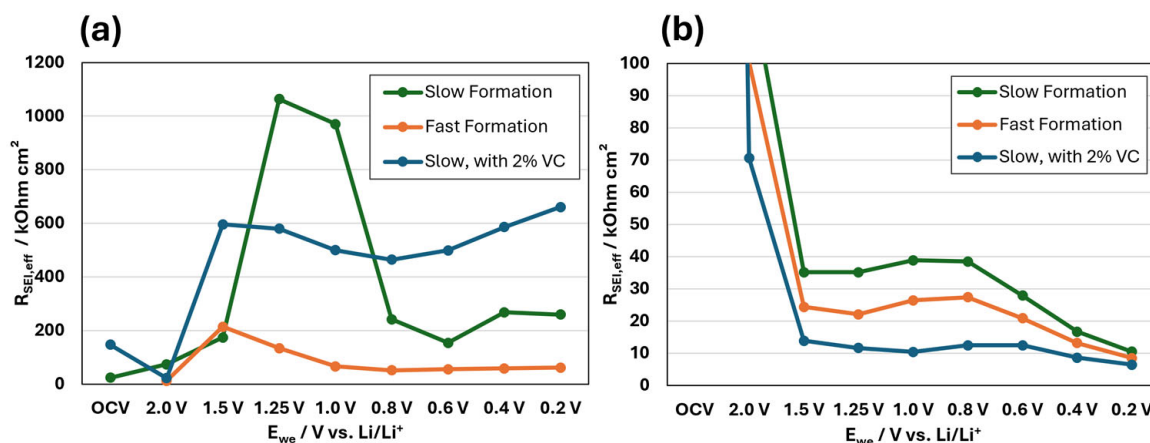 (a)
1200
1000
800
600
400
200
0
R_SEI,eff / kOhm cm²
Slow Formation
Fast Formation
Slow, with 2% VC
OCV 2.0 V 1.5 V 1.25 V 1.0 V 0.8 V 0.6 V 0.4 V 0.2 V
E_we / V vs. Li/Li⁺
(b)
100
90
80
70
60
50
40
30
20
10
0
R_SEI,eff / kOhm cm²
Slow Formation
Fast Formation
Slow, with 2% VC
OCV 2.0 V 1.5 V 1.25 V 1.0 V 0.8 V 0.6 V 0.4 V 0.2 V
E_we / V vs. Li/Li⁺